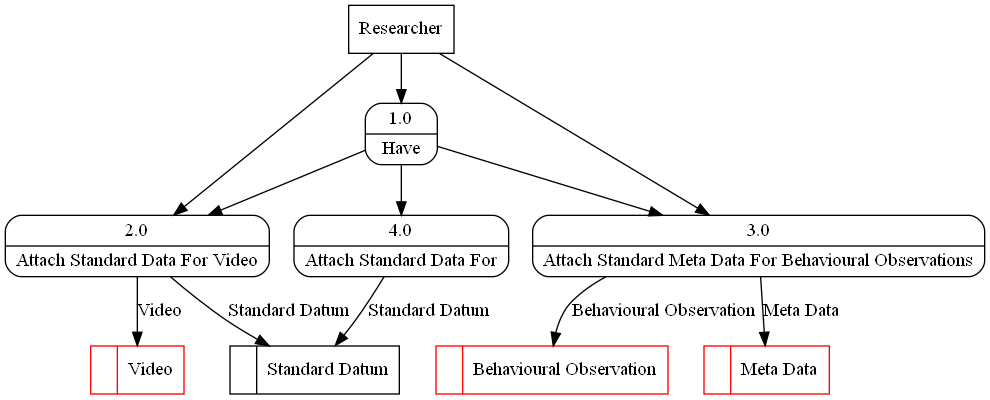 Researcher
1.0
Have
2.0
Attach Standard Data For Video
4.0
Attach Standard Data For
3.0
Attach Standard Meta Data For Behavioural Observations
Video
Standard Datum
Standard Datum
Behavioural Observation
Meta Data
Video
Standard Datum
Behavioural Observation
Meta Data